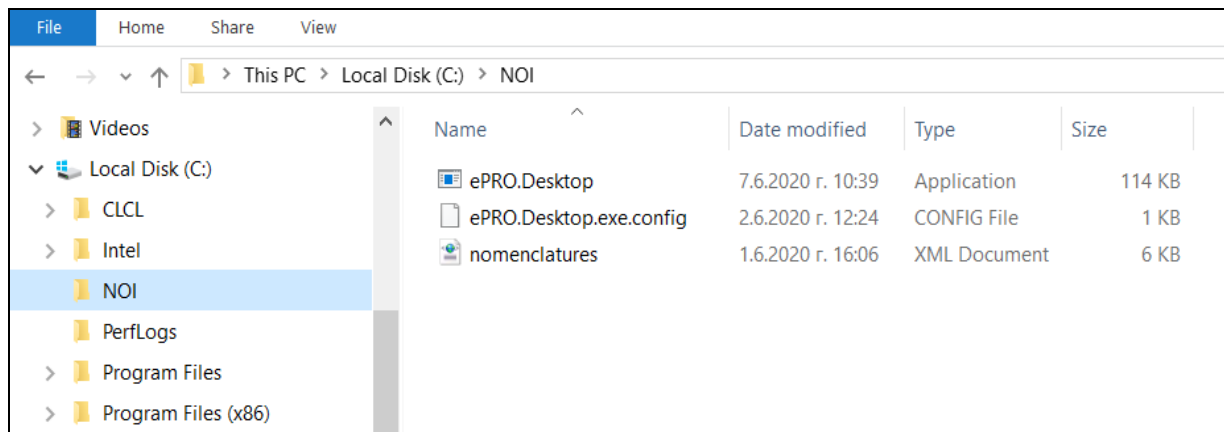 File Home Share View
This PC > Local Disk (C:) > NOI
Videos
Local Disk (C:)
CLCL
Intel
NOI
PerfLogs
Program Files
Program Files (x86)
Name Date modified Type Size
ePRO.Desktop 7.6.2020 г. 10:39 Application 114 KB
ePRO.Desktop.exe.config 2.6.2020 г. 12:24 CONFIG File 1 KB
nomenclatures 1.6.2020 г. 16:06 XML Document 6 KB